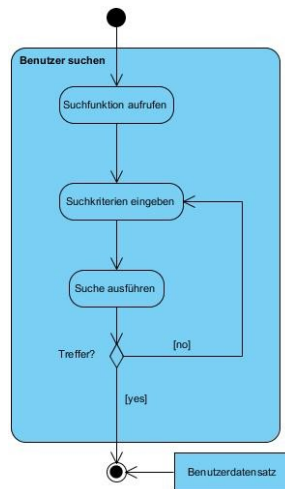 Benutzer suchen
Suchfunktion aufrufen
Suchkriterien eingeben
Suche ausführen
Treffer?
[no]
[yes]
Benutzerdatensatz